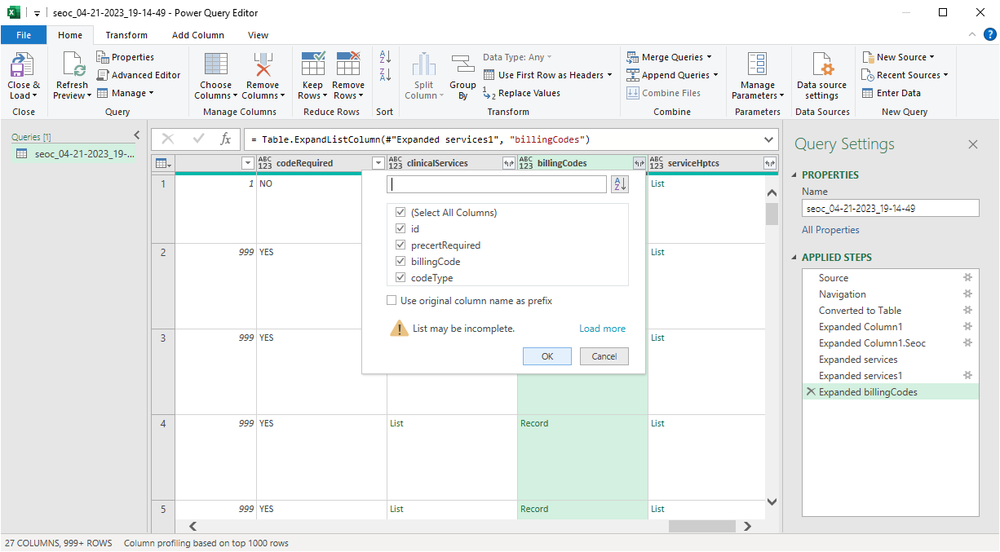 seoc_04-21-2023_19-14-49 - Power Query Editor
File Home Transform Add Column View
Close & Load
Close
Refresh Preview
Properties
Advanced Editor
Manage
Query
Choose Columns
Remove Columns
Manage Columns
Keep Rows
Remove Rows
Reduce Rows
Sort
Split Column
Group By
Data Type: Any
Use First Row as Headers
Replace Values
Transform
Merge Queries
Append Queries
Combine Files
Combine
Manage Parameters
Parameters
Data source settings
Data Sources
New Source
Recent Sources
Enter Data
New Query
Queries [1]
seoc_04-21-2023_19-...
fx
= Table.ExpandListColumn(#"Expanded services1", "billingCodes")
ABC 123 codeRequired ABC 123 clinicalServices ABC 123 billingCodes ABC 123 serviceHptcs
1 1 NO List
2 999 YES List
3 999 YES List
4 999 YES List Record List
5 999 YES List Record List
(Select All Columns)
id
precertRequired
billingCode
codeType
Use original column name as prefix
List may be incomplete. Load more
OK Cancel
Query Settings
PROPERTIES
Name
seoc_04-21-2023_19-14-49
All Properties
APPLIED STEPS
Source
Navigation
Converted to Table
Expanded Column1
Expanded Column1.Seoc
Expanded services
Expanded services1
Expanded billingCodes
27 COLUMNS, 999+ ROWS Column profiling based on top 1000 rows